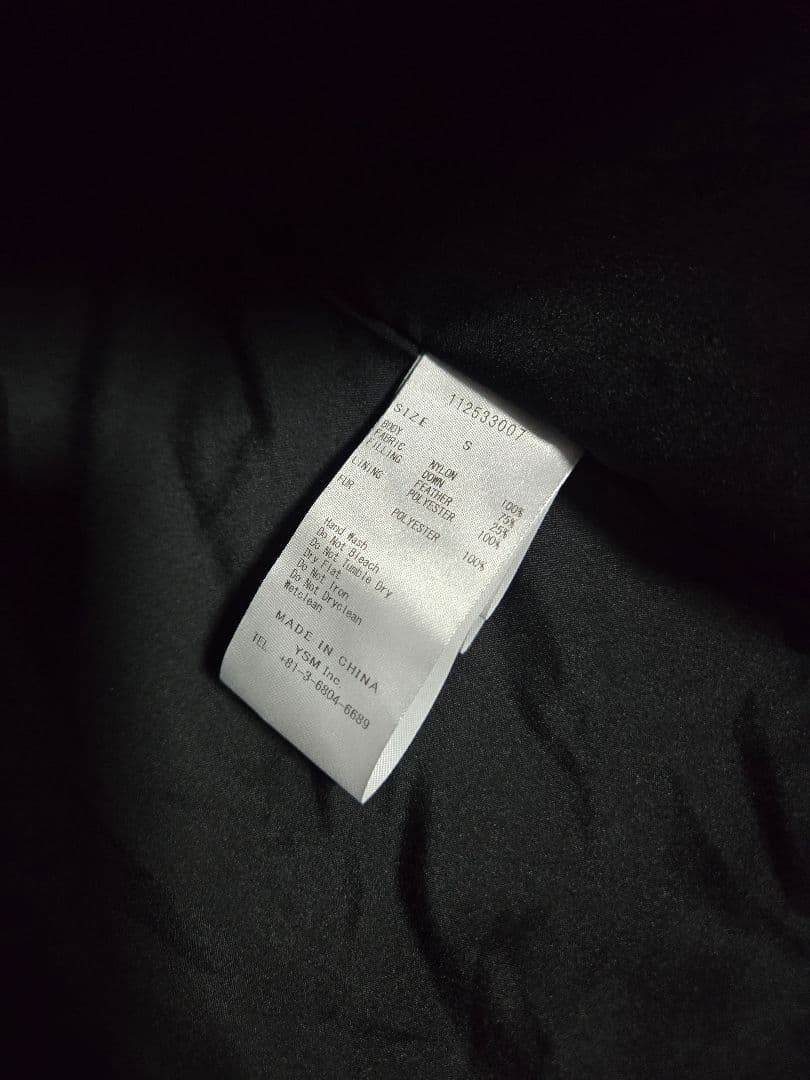 112533007
SIZE S
BODY
FABRIC NYLON 100%
FILLING DOWN 75%
FEATHER 25%
LINING POLYESTER 100%
FUR POLYESTER 100%
Hand Wash
Do Not Bleach
Do Not Tumble Dry
Dry Flat
Do Not Iron
Do Not Dryclean
Wetclean
MADE IN CHINA
YSM Inc.
TEL +81-3-6804-6689